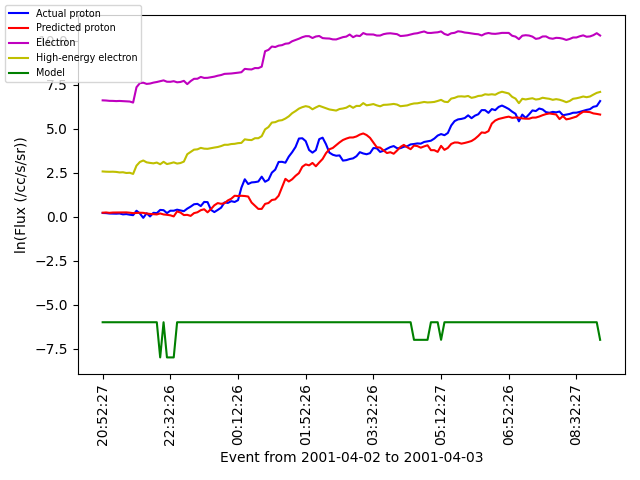 Actual proton
Predicted proton
Electron
High-energy electron
Model
7.5
5.0
2.5
0.0
−2.5
−5.0
−7.5
ln(Flux (/cc/s/sr))
20:52:27
22:32:26
00:12:26
01:52:26
03:32:26
05:12:27
06:52:26
08:32:27
Event from 2001-04-02 to 2001-04-03